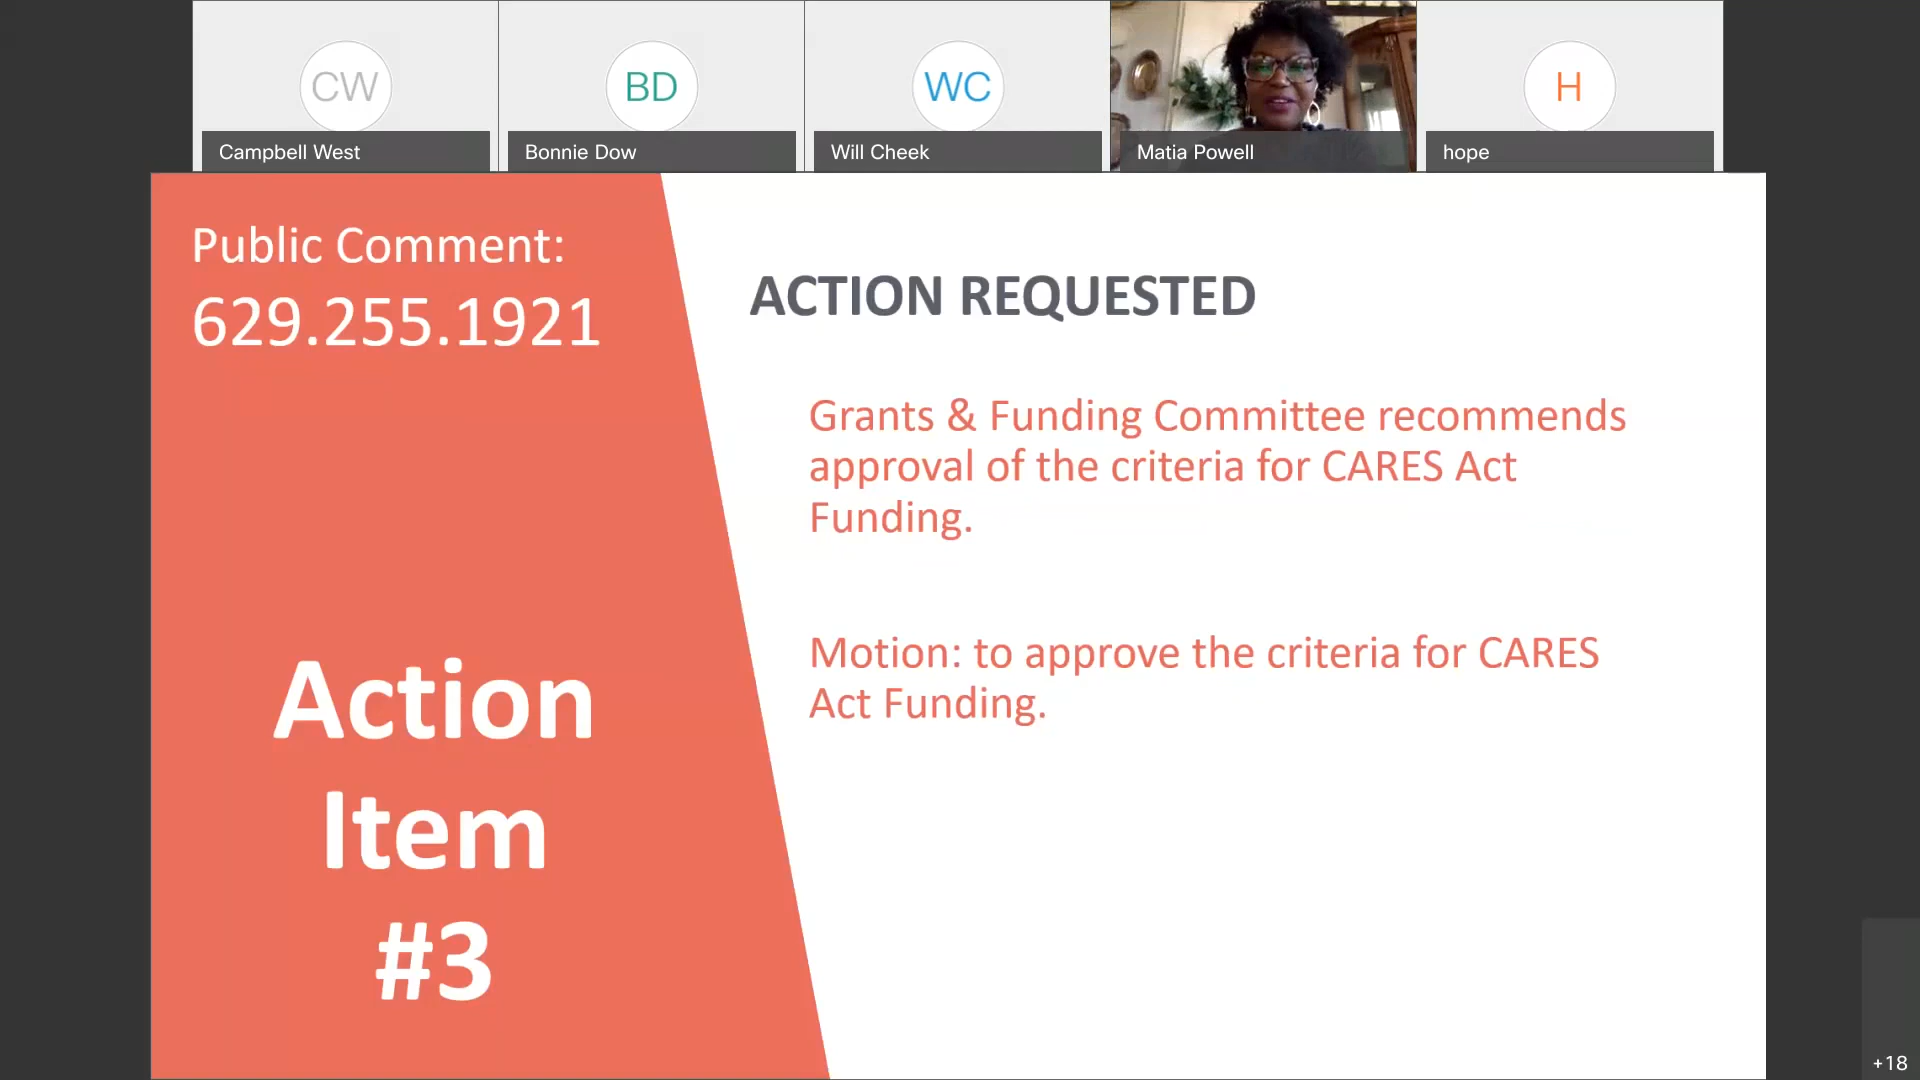 CW
BD
WC
H
Campbell West
Bonnie Dow
Will Cheek
Matia Powell
hope
Public Comment:
629.255.1921
Action
Item
#3
ACTION REQUESTED
Grants & Funding Committee recommends
approval of the criteria for CARES Act
Funding.
Motion: to approve the criteria for CARES
Act Funding.
+18